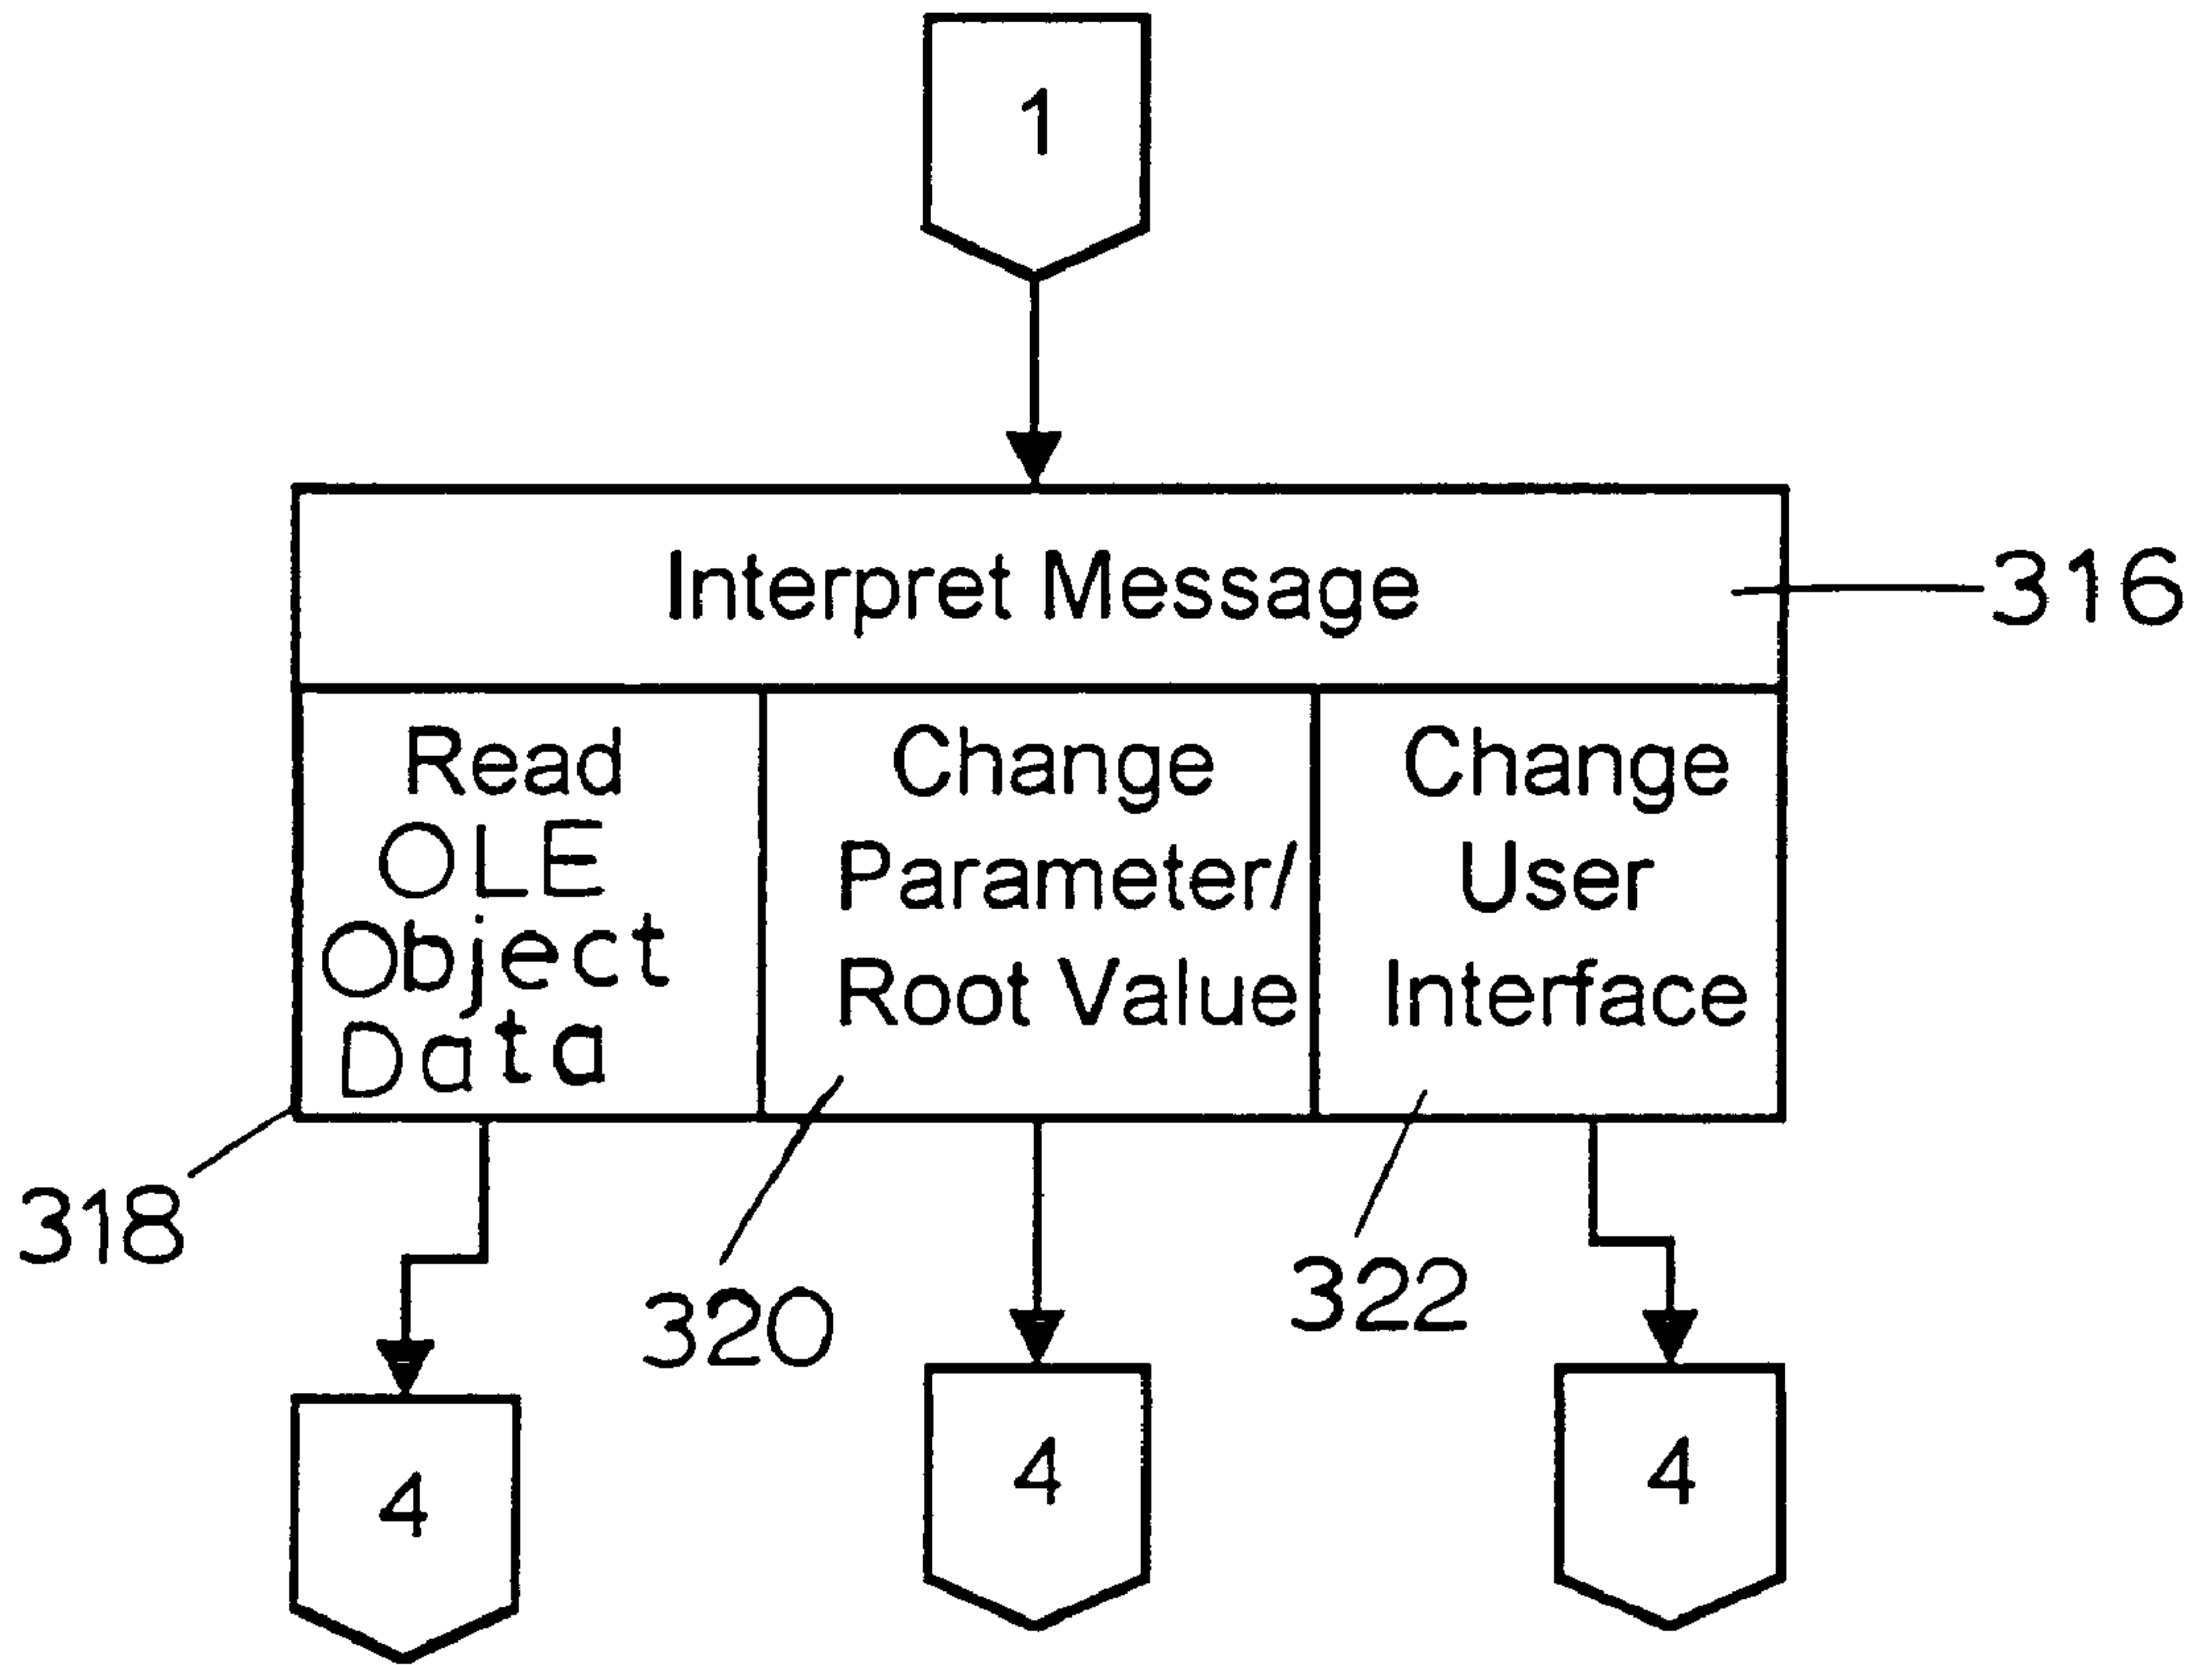 1
Interpret Message
316
Read
OLE
Object
Data
Change
Parameter/
Root Value
Change
User
Interface
318
320
322
4
4
4